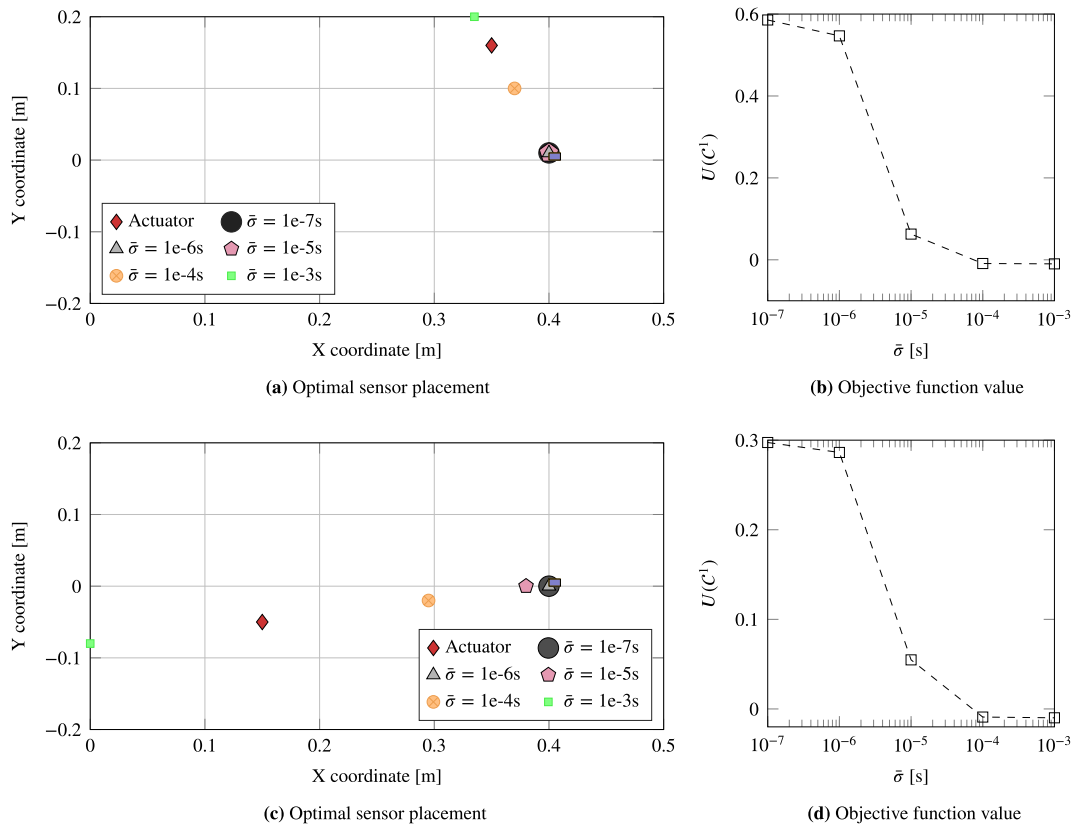 0.2
0.1
0
−0.1
−0.2
Y coordinate [m]
Actuator
σ̄ = 1e-7s
σ̄ = 1e-6s
σ̄ = 1e-5s
σ̄ = 1e-4s
σ̄ = 1e-3s
0 0.1 0.2 0.3 0.4 0.5
X coordinate [m]
(a) Optimal sensor placement
0.6
0.4
0.2
0
U(𝒞¹)
10⁻⁷ 10⁻⁶ 10⁻⁵ 10⁻⁴ 10⁻³
σ̄ [s]
(b) Objective function value
0.2
0.1
0
−0.1
−0.2
Y coordinate [m]
Actuator
σ̄ = 1e-7s
σ̄ = 1e-6s
σ̄ = 1e-5s
σ̄ = 1e-4s
σ̄ = 1e-3s
0 0.1 0.2 0.3 0.4 0.5
X coordinate [m]
(c) Optimal sensor placement
0.3
0.2
0.1
0
U(𝒞¹)
10⁻⁷ 10⁻⁶ 10⁻⁵ 10⁻⁴ 10⁻³
σ̄ [s]
(d) Objective function value